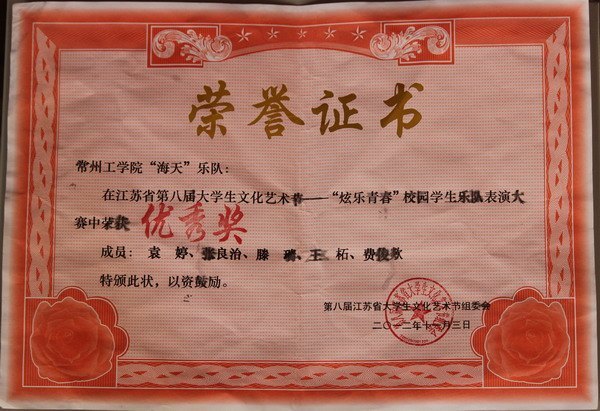 荣誉证书
常州工学院“海天”乐队：
在江苏省第八届大学生文化艺术节——“炫乐青春”校园学生乐队表演大
赛中荣获 优秀奖
成员：袁 婷、张良治、滕 、王 柘、费俊
特颁此状，以资鼓励。
第八届江苏省大学生文化艺术节组委会
二〇一二年十 月三日